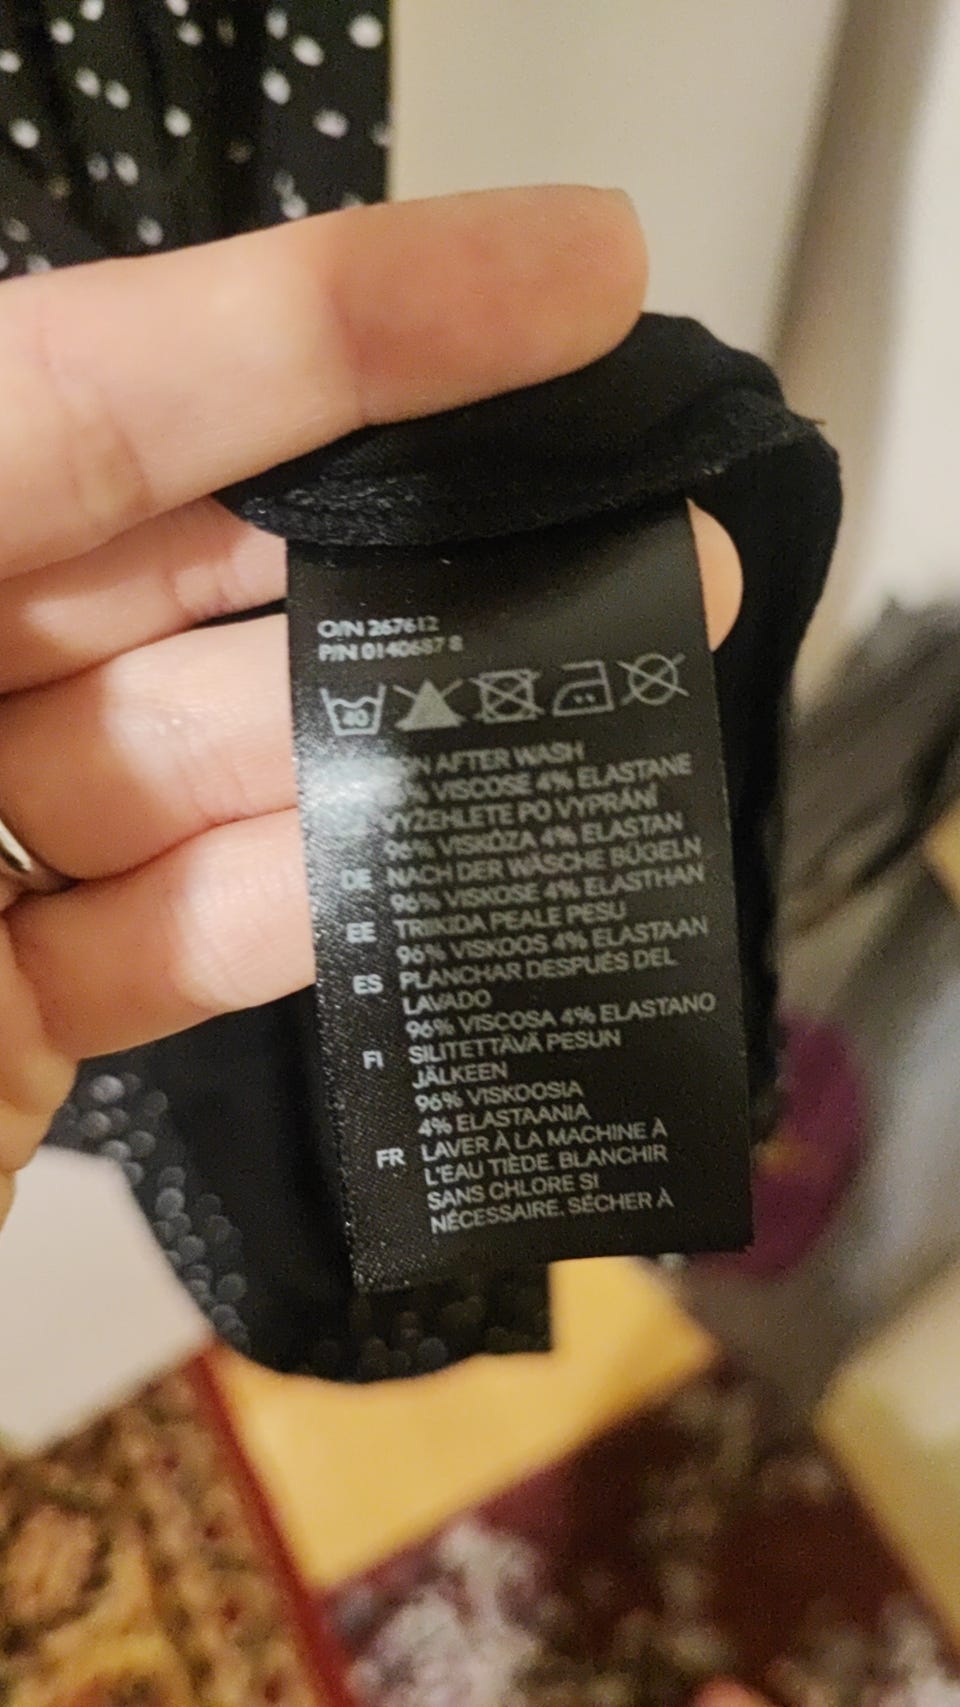 O/N 267612
P/N 0140687 8
40
AFTER WASH
% VISCOSE 4% ELASTANE
VYŽEHLETE PO VYPRÁNÍ
96% VISKÓZA 4% ELASTAN
DE NACH DER WÄSCHE BÜGELN
96% VISKOSE 4% ELASTHAN
EE TRIIKIDA PEALE PESU
96% VISKOOS 4% ELASTAAN
ES PLANCHAR DESPUÉS DEL
LAVADO
96% VISCOSA 4% ELASTANO
FI SILITETTÄVÄ PESUN
JÄLKEEN
96% VISKOOSIA
4% ELASTAANIA
FR LAVER À LA MACHINE À
L'EAU TIÈDE. BLANCHIR
SANS CHLORE SI
NÉCESSAIRE. SÉCHER À